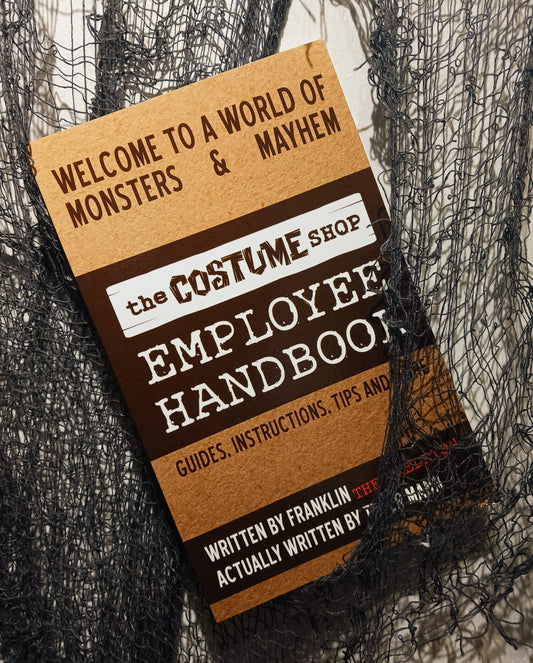 WELCOME TO A WORLD OF
MONSTERS & MAYHEM
the COSTUME SHOP
EMPLOYEE
HANDBOOK
GUIDES, INSTRUCTIONS, TIPS AND
WRITTEN BY FRANKLIN
ACTUALLY WRITTEN BY